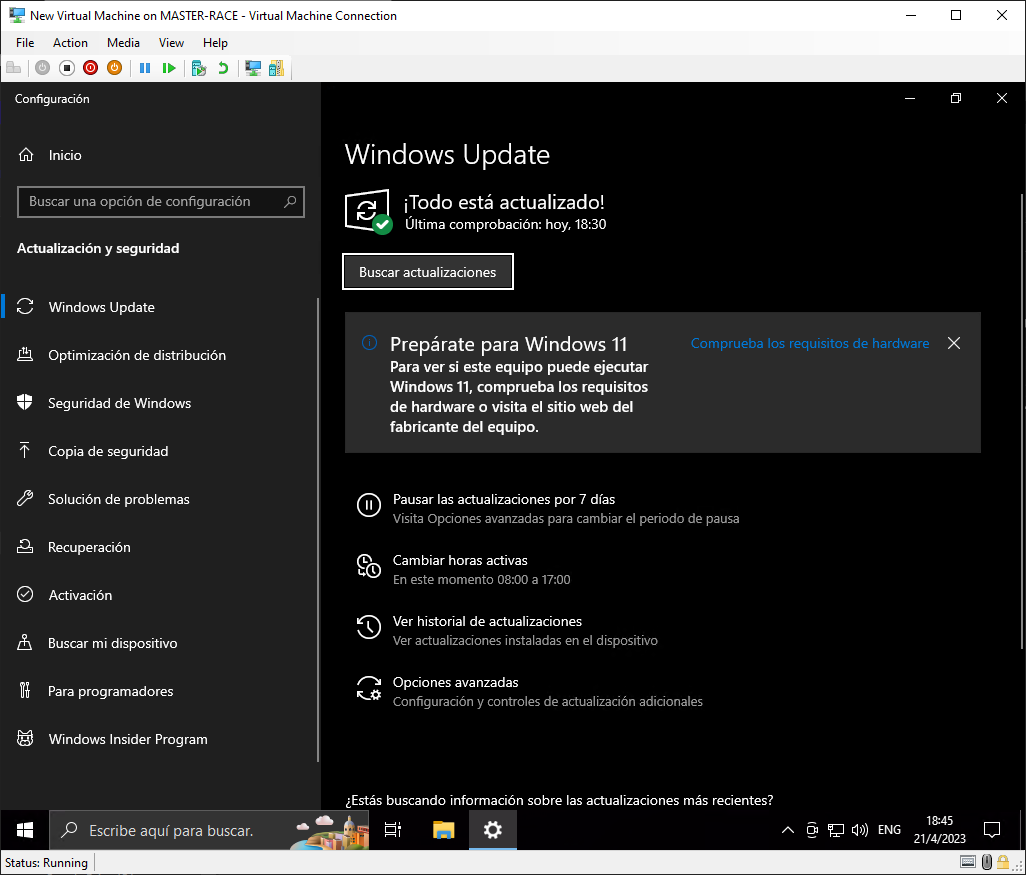 New Virtual Machine on MASTER-RACE - Virtual Machine Connection
File Action Media View Help
Configuración
Inicio
Buscar una opción de configuración
Actualización y seguridad
Windows Update
Optimización de distribución
Seguridad de Windows
Copia de seguridad
Solución de problemas
Recuperación
Activación
Buscar mi dispositivo
Para programadores
Windows Insider Program
Windows Update
¡Todo está actualizado!
Última comprobación: hoy, 18:30
Buscar actualizaciones
Prepárate para Windows 11
Comprueba los requisitos de hardware
Para ver si este equipo puede ejecutar
Windows 11, comprueba los requisitos
de hardware o visita el sitio web del
fabricante del equipo.
Pausar las actualizaciones por 7 días
Visita Opciones avanzadas para cambiar el periodo de pausa
Cambiar horas activas
En este momento 08:00 a 17:00
Ver historial de actualizaciones
Ver actualizaciones instaladas en el dispositivo
Opciones avanzadas
Configuración y controles de actualización adicionales
¿Estás buscando información sobre las actualizaciones más recientes?
Escribe aquí para buscar.
ENG
18:45
21/4/2023
Status: Running